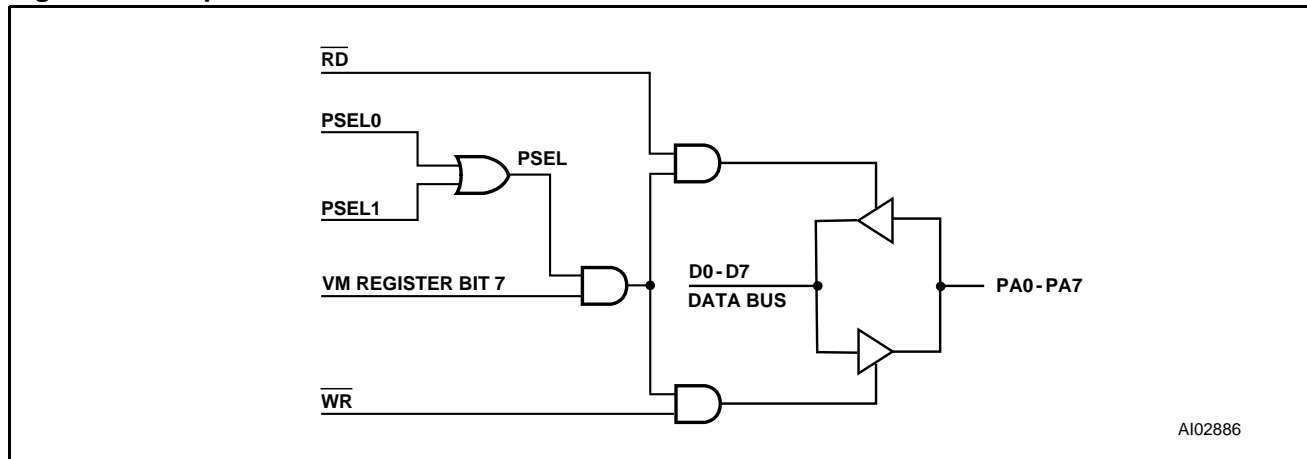 RD
PSEL0
PSEL
PSEL1
VM REGISTER BIT 7
D0-D7
DATA BUS
PA0-PA7
WR
AI02886